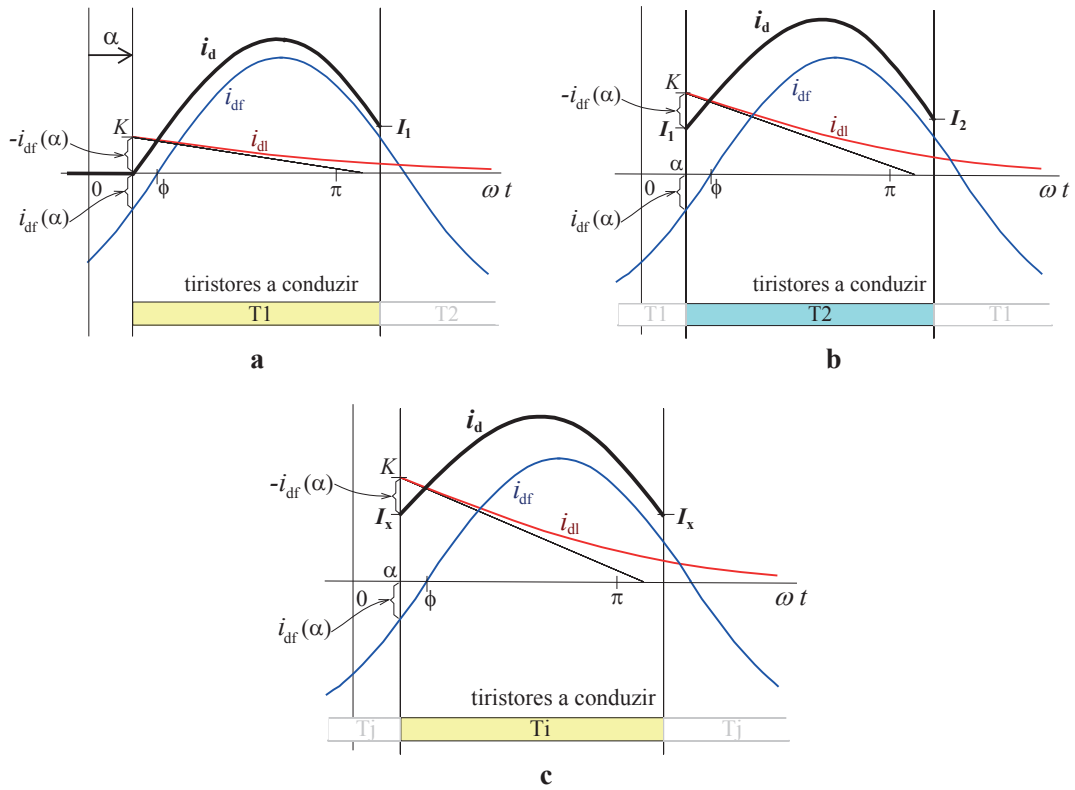 α
i_d
i_df
K
-i_df(α)
i_dl
I_1
0
ϕ
π
ω t
i_df(α)
tiristores a conduzir
T1
T2
a
i_d
K
i_df
-i_df(α)
I_1
I_2
i_dl
α
0
ϕ
π
ω t
i_df(α)
tiristores a conduzir
T1
T2
T1
b
i_d
K
-i_df(α)
i_df
I_x
I_x
i_dl
α
0
ϕ
π
ω t
i_df(α)
tiristores a conduzir
Tj
Ti
Tj
c